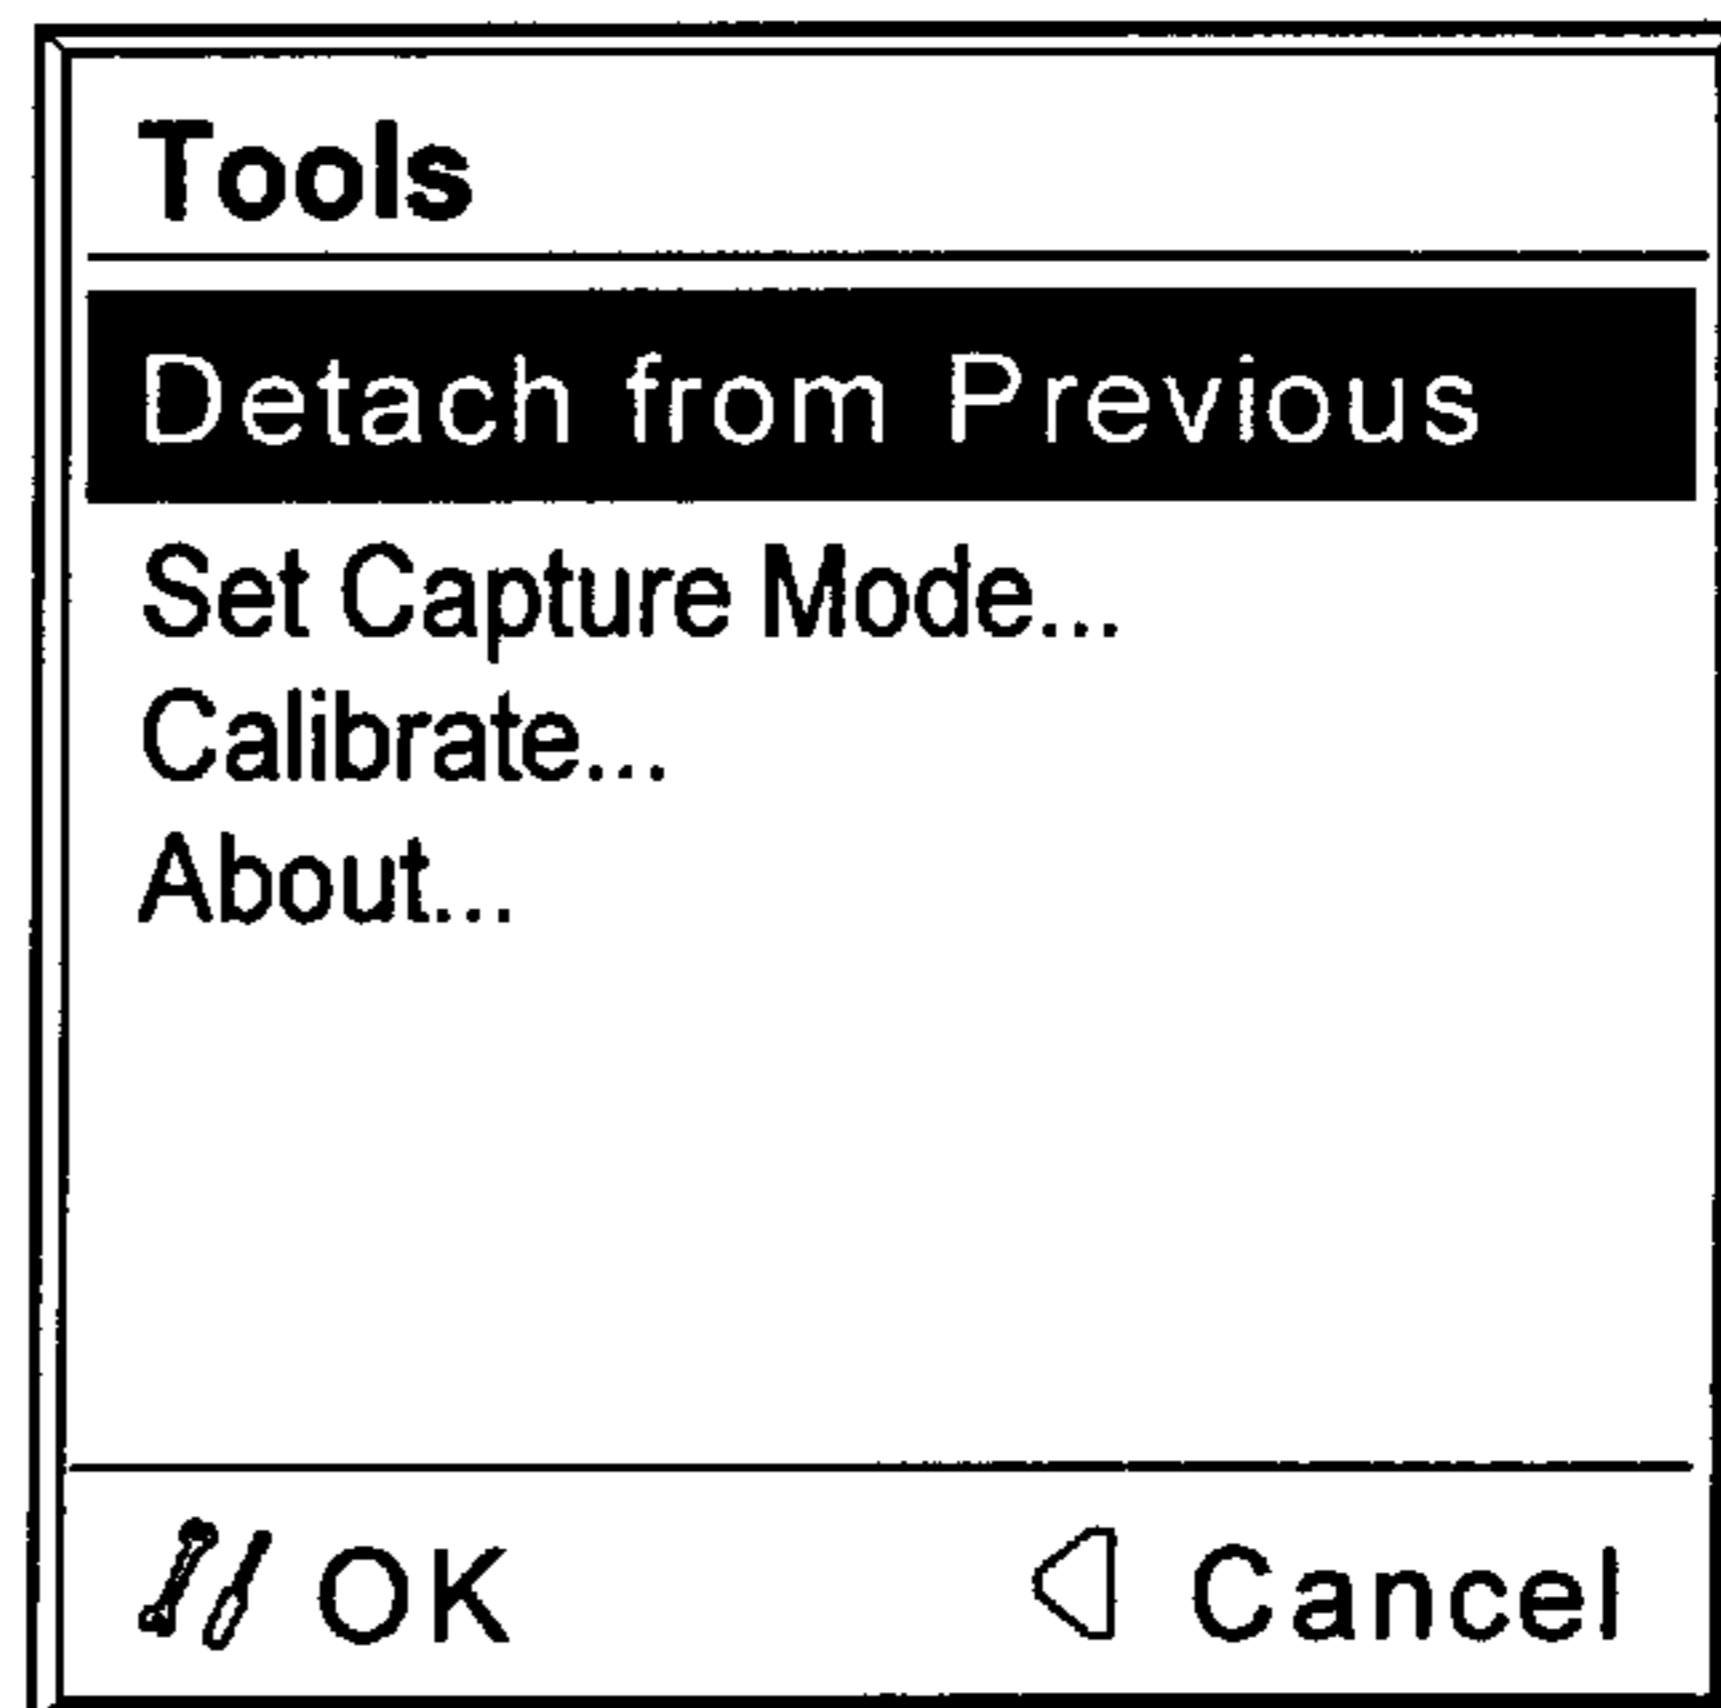 Tools
Detach from Previous
Set Capture Mode...
Calibrate...
About...
OK Cancel